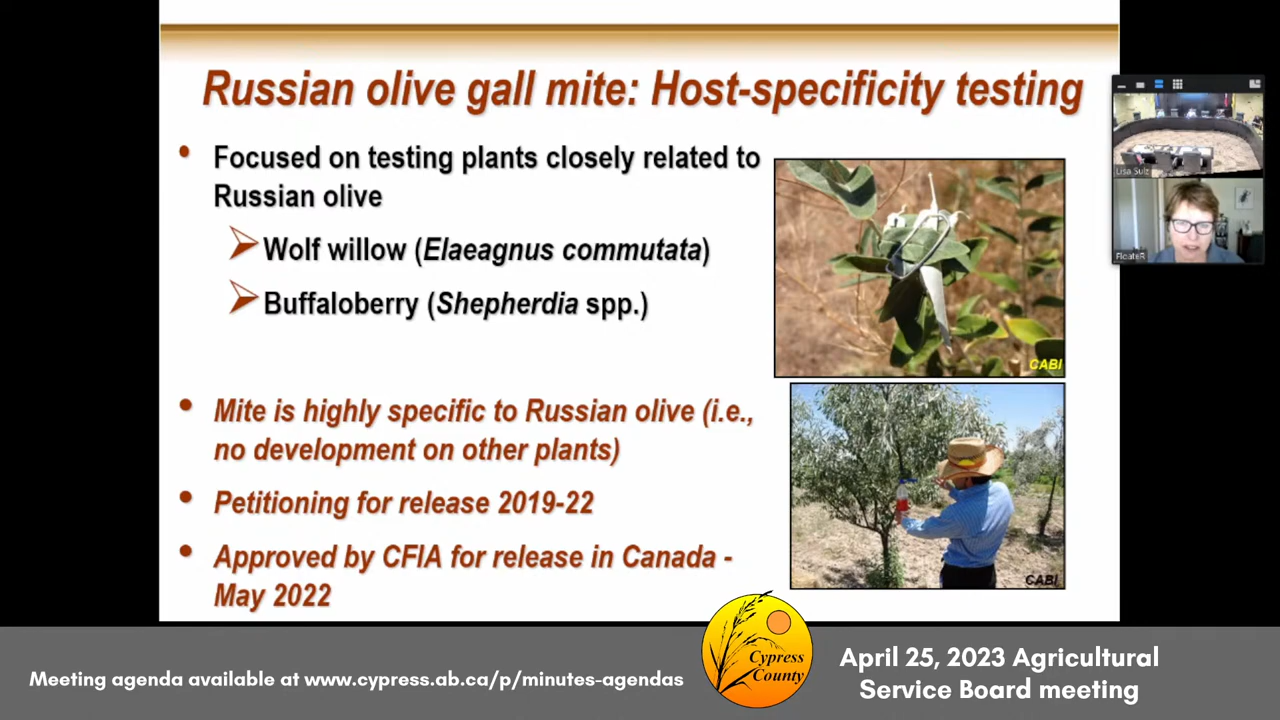 Russian olive gall mite: Host-specificity testing
• Focused on testing plants closely related to
Russian olive
Wolf willow (Elaeagnus commutata)
Buffaloberry (Shepherdia spp.)
• Mite is highly specific to Russian olive (i.e.,
no development on other plants)
• Petitioning for release 2019-22
• Approved by CFIA for release in Canada -
May 2022
CABI
CABI
Lisa Sulz
FloateR
Meeting agenda available at www.cypress.ab.ca/p/minutes-agendas
Cypress
County
April 25, 2023 Agricultural
Service Board meeting